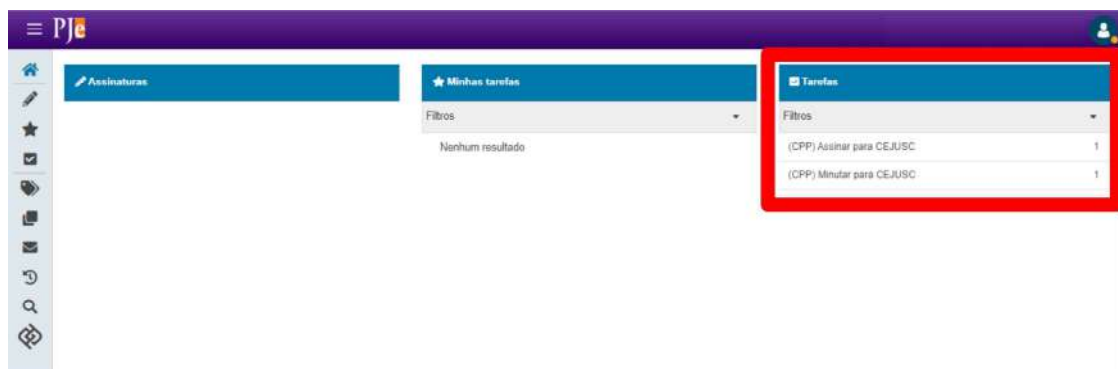 PJe
Assinaturas
Minhas tarefas
Filtros
Nenhum resultado
Tarefas
Filtros
(CPP) Assinar para CEJUSC 1
(CPP) Minutar para CEJUSC 1